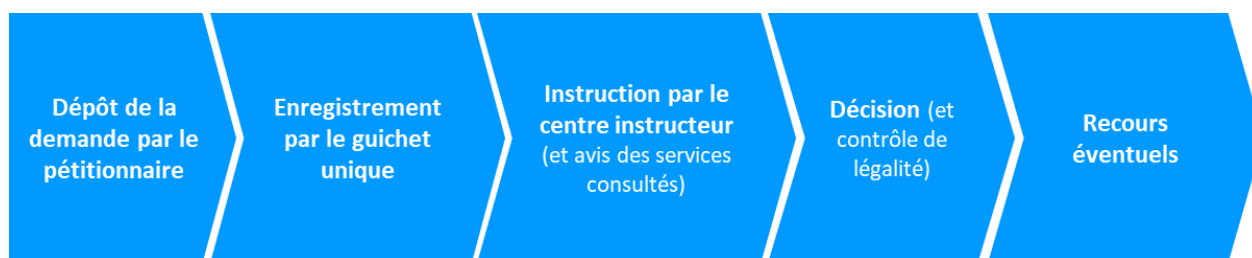 Dépôt de la
demande par le
pétitionnaire
Enregistrement
par le guichet
unique
Instruction par le
centre instructeur
(et avis des services
consultés)
Décision (et
contrôle de
légalité)
Recours
éventuels